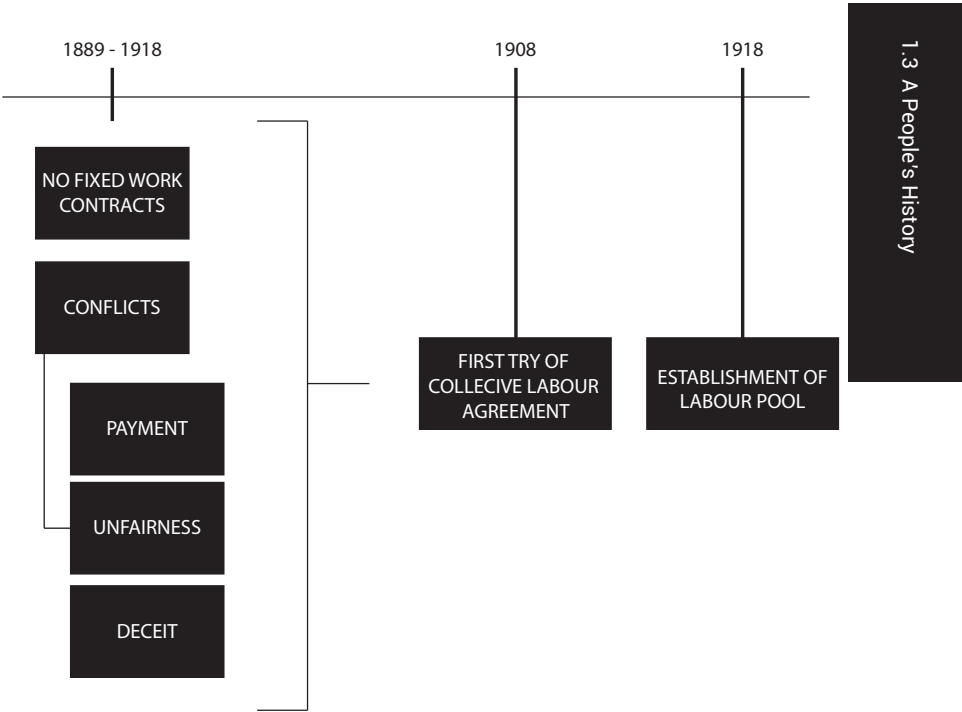 1889 - 1918
1908
1918
1.3 A People's History
NO FIXED WORK
CONTRACTS
CONFLICTS
PAYMENT
UNFAIRNESS
DECEIT
FIRST TRY OF
COLLECIVE LABOUR
AGREEMENT
ESTABLISHMENT OF
LABOUR POOL